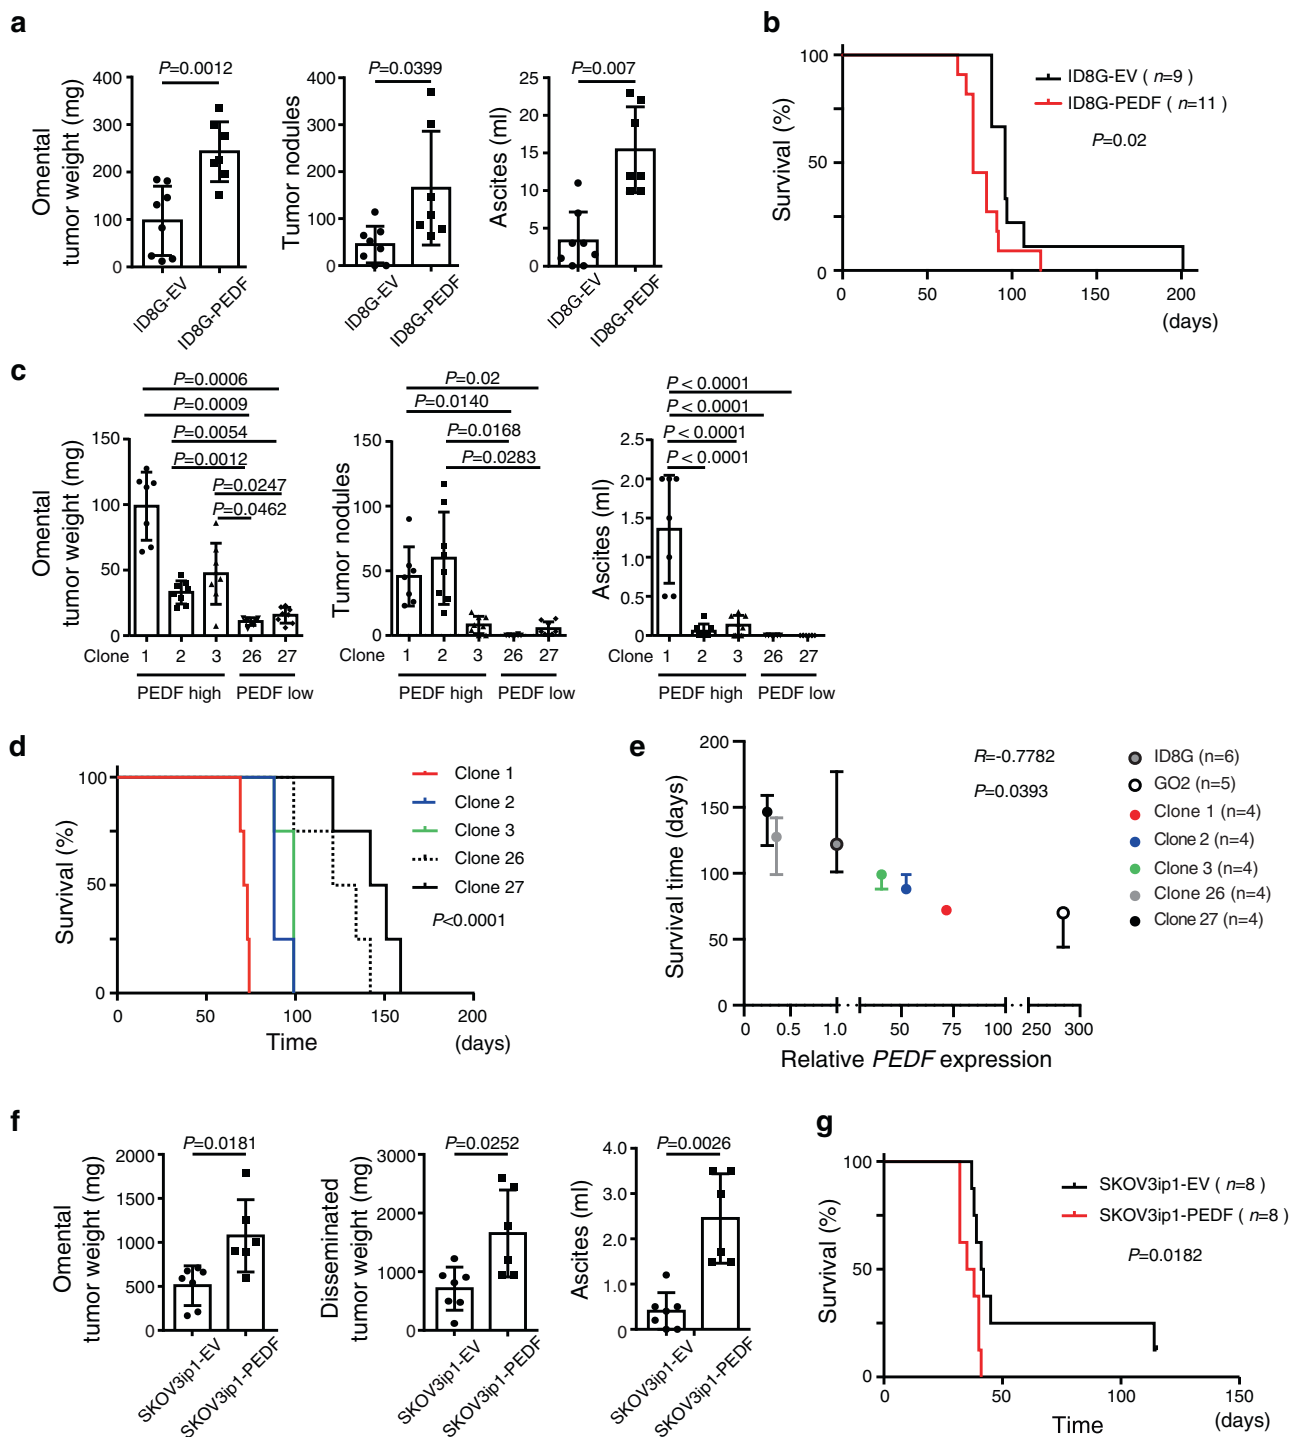 a
P=0.0012
Omental
tumor weight (mg)
400
300
200
100
0
ID8G-EV
ID8G-PEDF
P=0.0399
Tumor nodules
400
300
200
100
0
ID8G-EV
ID8G-PEDF
P=0.007
Ascites (ml)
25
20
15
10
5
0
ID8G-EV
ID8G-PEDF
b
Survival (%)
100
50
0
0 50 100 150 200
(days)
ID8G-EV ( n=9 )
ID8G-PEDF ( n=11 )
P=0.02
c
P=0.0006
P=0.0009
P=0.0054
P=0.0012
P=0.0247
P=0.0462
Omental
tumor weight (mg)
150
100
50
0
Clone 1 2 3 26 27
PEDF high PEDF low
P=0.02
P=0.0140
P=0.0168
P=0.0283
Tumor nodules
150
100
50
0
Clone 1 2 3 26 27
PEDF high PEDF low
P < 0.0001
P < 0.0001
P < 0.0001
P < 0.0001
Ascites (ml)
2.5
2.0
1.5
1.0
0.5
0
Clone 1 2 3 26 27
PEDF high PEDF low
d
Survival (%)
100
50
0
0 50 100 150 200
Time (days)
Clone 1
Clone 2
Clone 3
Clone 26
Clone 27
P<0.0001
e
Survival time (days)
200
150
100
50
0
0 0.5 1.0 50 75 100 250 300
Relative PEDF expression
R=-0.7782
P=0.0393
ID8G (n=6)
GO2 (n=5)
Clone 1 (n=4)
Clone 2 (n=4)
Clone 3 (n=4)
Clone 26 (n=4)
Clone 27 (n=4)
f
P=0.0181
Omental
tumor weight (mg)
2000
1500
1000
500
0
SKOV3ip1-EV
SKOV3ip1-PEDF
P=0.0252
Disseminated
tumor weight (mg)
3000
2000
1000
0
SKOV3ip1-EV
SKOV3ip1-PEDF
P=0.0026
Ascites (ml)
4.0
3.0
2.0
1.0
0
SKOV3ip1-EV
SKOV3ip1-PEDF
g
Survival (%)
100
50
0
0 50 100 150
Time (days)
SKOV3ip1-EV ( n=8 )
SKOV3ip1-PEDF ( n=8 )
P=0.0182